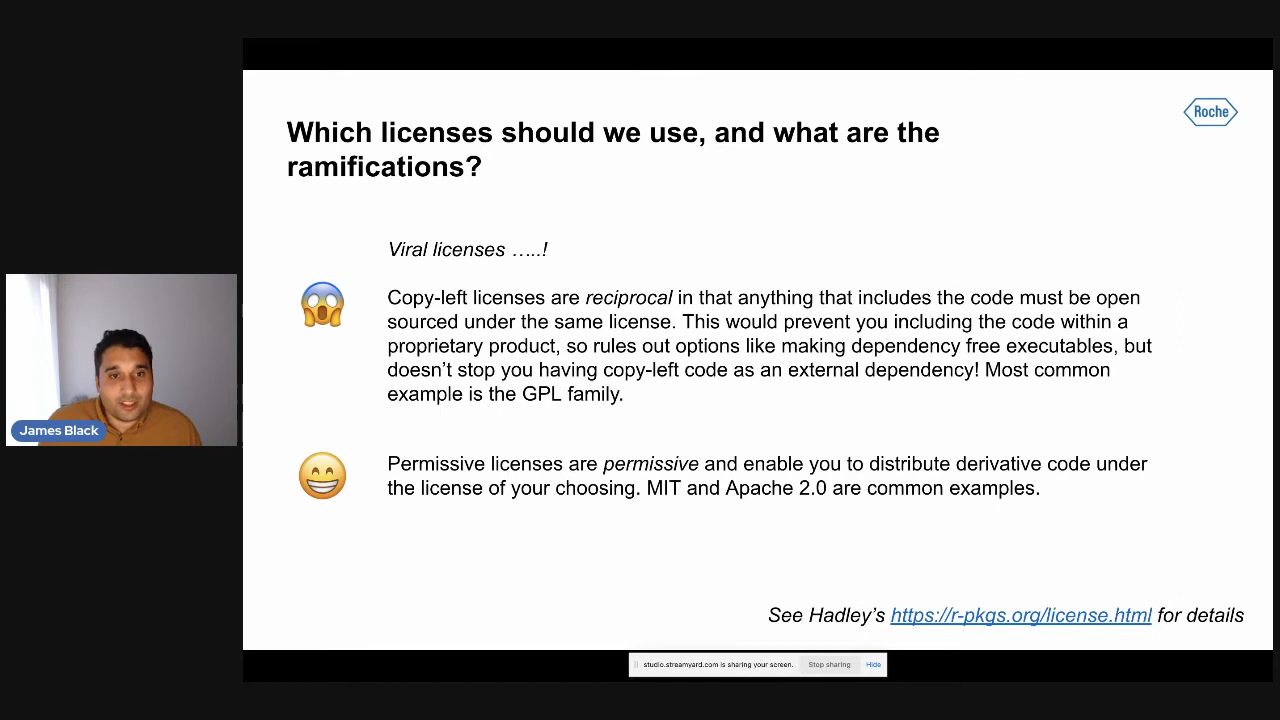 Roche
Which licenses should we use, and what are the
ramifications?
Viral licenses …..!
Copy-left licenses are reciprocal in that anything that includes the code must be open
sourced under the same license. This would prevent you including the code within a
proprietary product, so rules out options like making dependency free executables, but
doesn’t stop you having copy-left code as an external dependency! Most common
example is the GPL family.
James Black
Permissive licenses are permissive and enable you to distribute derivative code under
the license of your choosing. MIT and Apache 2.0 are common examples.
See Hadley’s https://r-pkgs.org/license.html for details
studio.streamyard.com is sharing your screen. Stop sharing Hide